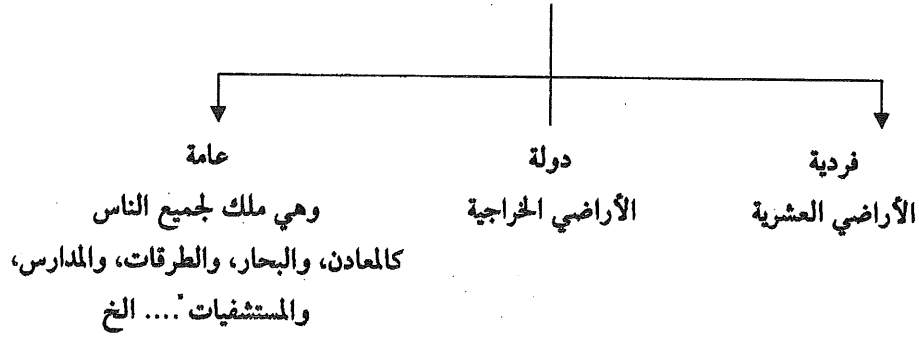 فردية
الأراضي العشرية
دولة
الأراضي الخراجية
عامة
وهي ملك لجميع الناس
كالمعادن، والبحار، والطرقات، والمدارس،
والمستشفيات .... الخ